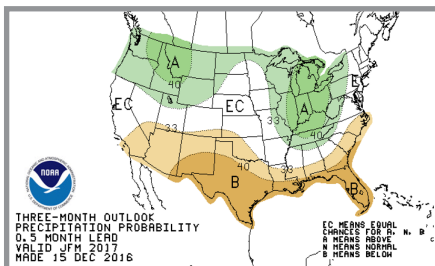 A
40
EC
EC
E
33
A
33
40
40
33
B
B
NOAA
THREE-MONTH OUTLOOK
PRECIPITATION PROBABILITY
0.5 MONTH LEAD
VALID JFM 2017
MADE 15 DEC 2016
EC MEANS EQUAL
CHANCES FOR A, N, B
A MEANS ABOVE
N MEANS NORMAL
B MEANS BELOW